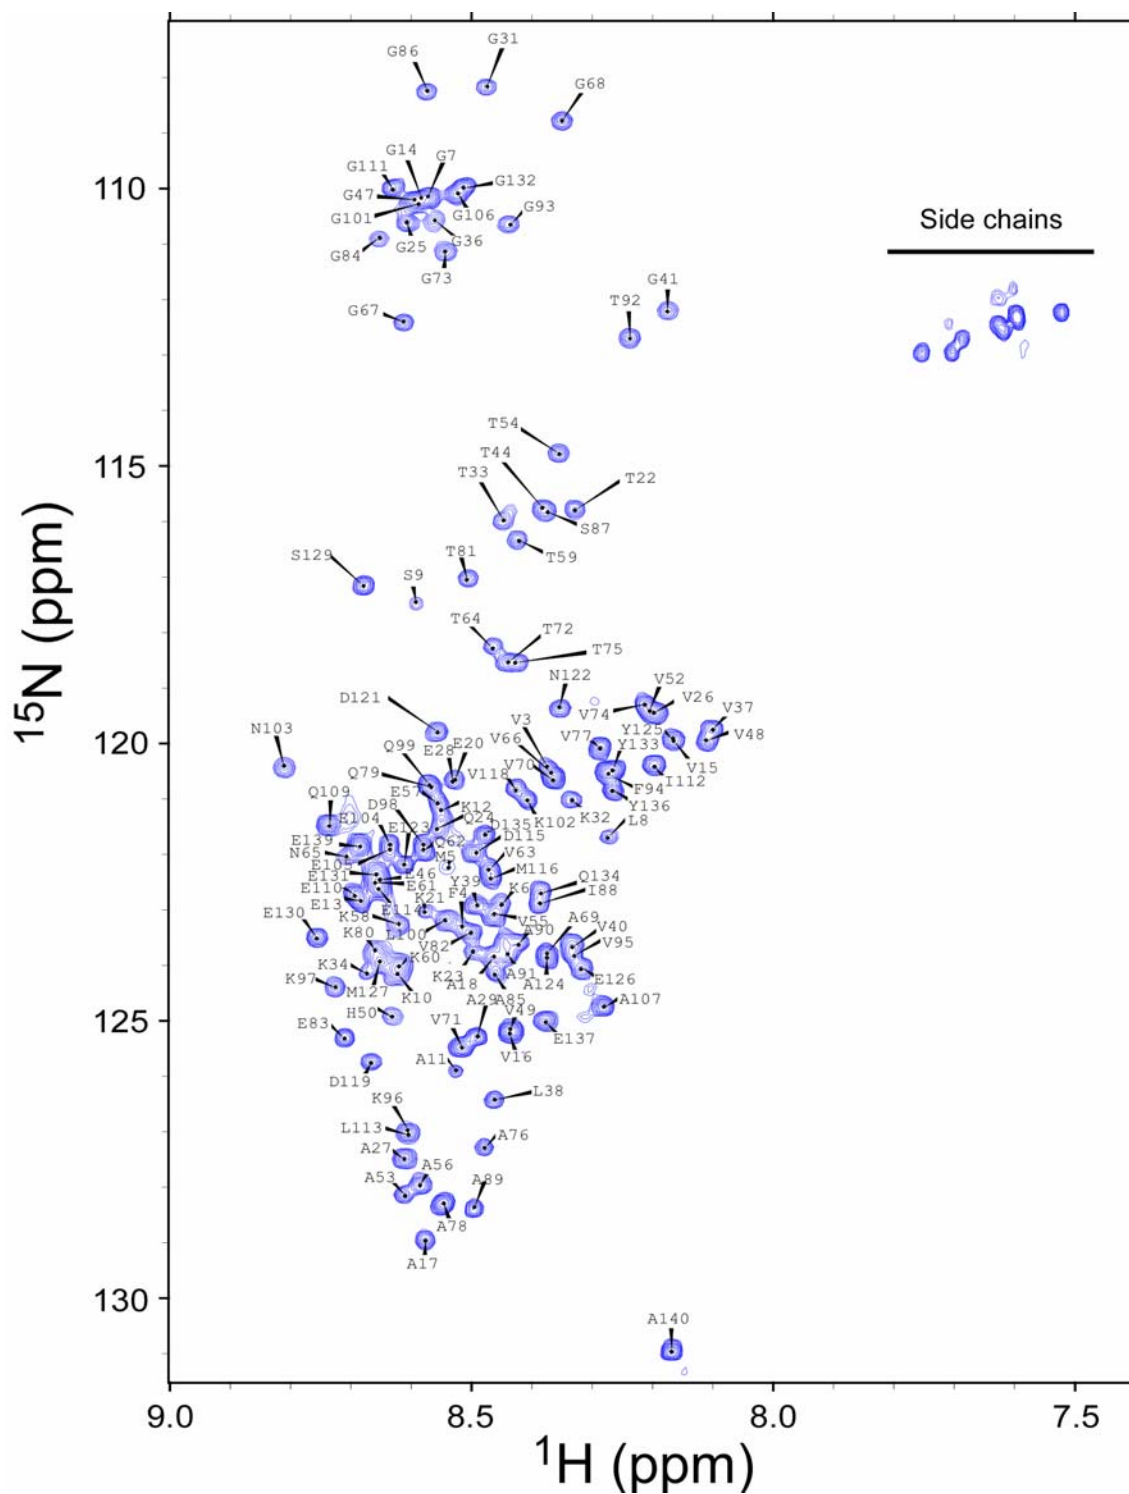 G31
G86
G68
G14
G7
G111
G132
G47
G101
G106
G93
G25
G36
G84
G73
Side chains
G41
T92
G67
110
T54
115
T44
T33
T22
S87
T59
S129
T81
S9
T64
T72
T75
N122
V52
D121
V26
V37
N103
Q99
E28
E20
V3
V74
Y125
V48
V66
V77
Y133
V15
120
Q79
V118
V70
F94
I112
E57
K12
Y136
Q109
D98
Q24
K102
K32
E104
E123
D135
L8
E139
Q62
D115
N65
E105
M5
V63
E131
E46
Y39
M116
Q134
E110
E61
F4
K6
I88
E13
E114
K21
K58
V55
A69
E130
L100
A90
V40
K80
V82
V95
K60
K34
K23
A91
E126
K97
M127
K10
A18
A124
H50
A29
A85
A107
E83
V71
V49
125
A11
V16
E137
D119
K96
L38
L113
A76
A27
A56
A53
A89
A78
A17
130
A140
9.0
8.5
8.0
7.5
15N (ppm)
1H (ppm)